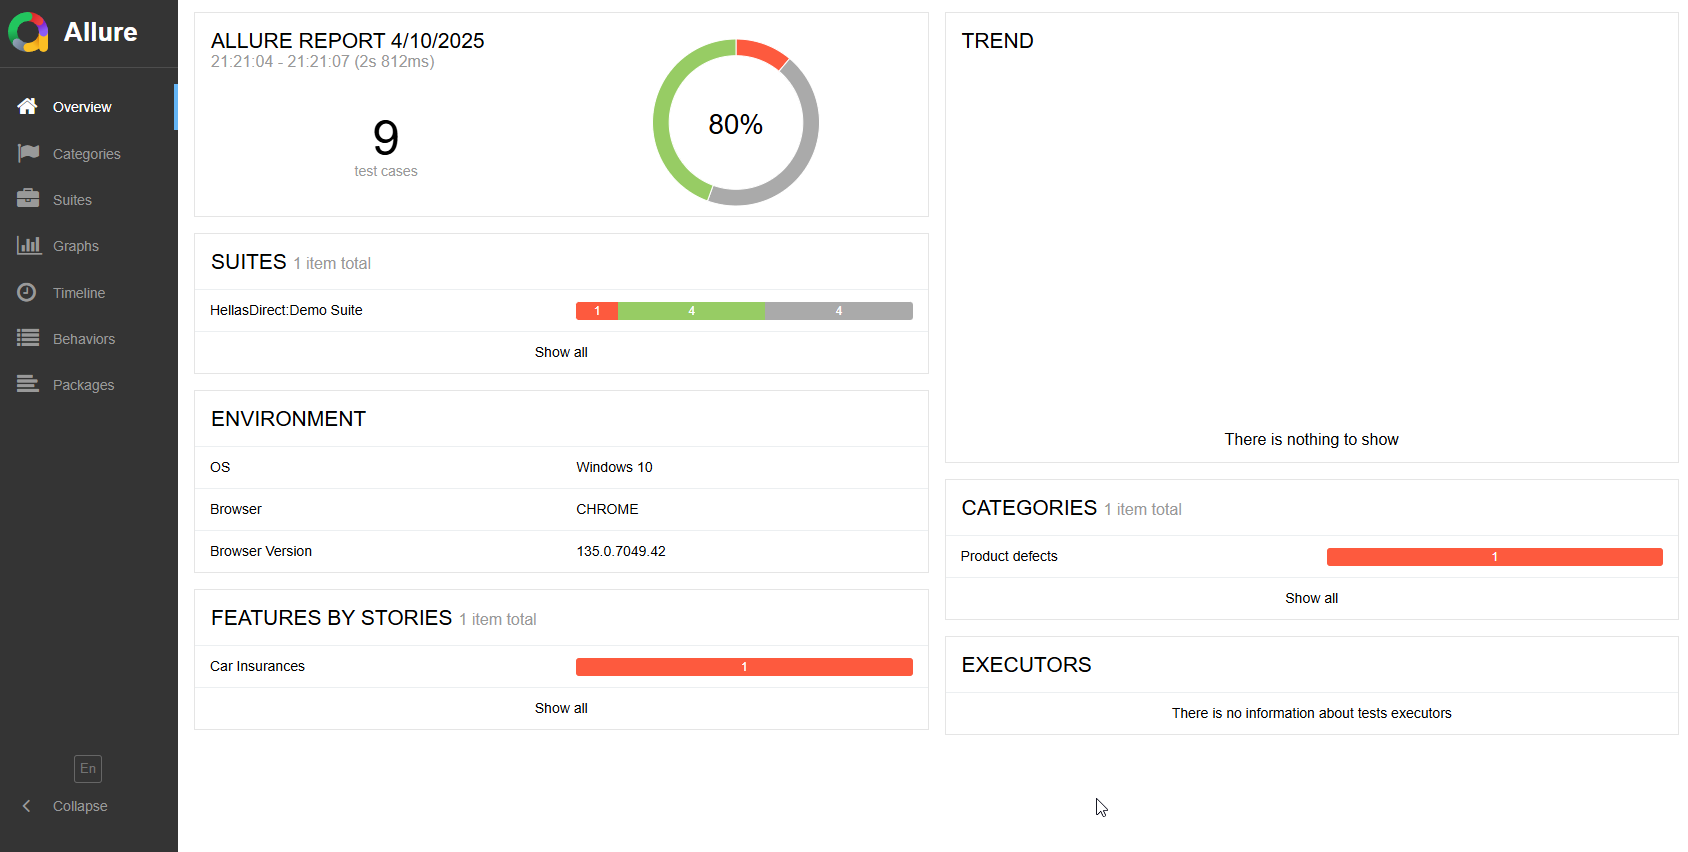 Allure
Overview
Categories
Suites
Graphs
Timeline
Behaviors
Packages
En
Collapse
ALLURE REPORT 4/10/2025
21:21:04 - 21:21:07 (2s 812ms)
9
test cases
80%
SUITES 1 item total
HellasDirect:Demo Suite 1 4 4
Show all
ENVIRONMENT
OS Windows 10
Browser CHROME
Browser Version 135.0.7049.42
FEATURES BY STORIES 1 item total
Car Insurances 1
Show all
TREND
There is nothing to show
CATEGORIES 1 item total
Product defects 1
Show all
EXECUTORS
There is no information about tests executors